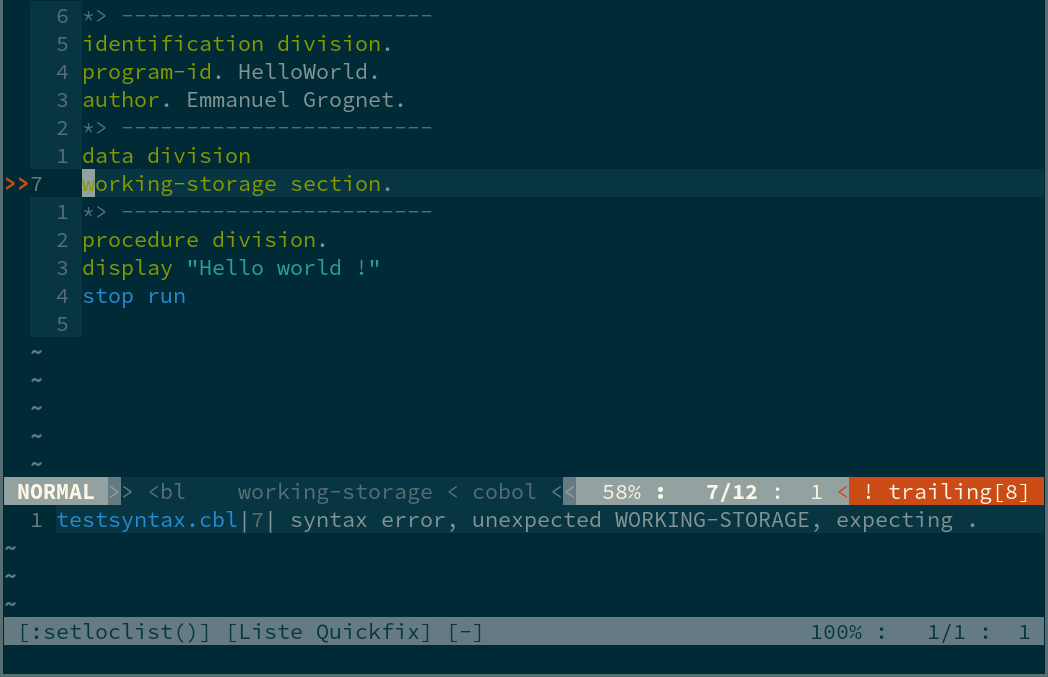 6 *> ------------------------
5 identification division.
4 program-id. HelloWorld.
3 author. Emmanuel Grognet.
2 *> ------------------------
1 data division
>>7 working-storage section.
1 *> ------------------------
2 procedure division.
3 display "Hello world !"
4 stop run
5
~
~
~
~
~
NORMAL >> <bl working-storage < cobol << 58% : 7/12 : 1 < ! trailing[8]
1 testsyntax.cbl|7| syntax error, unexpected WORKING-STORAGE, expecting .
~
~
~
[:setloclist()] [Liste Quickfix] [-] 100% : 1/1 : 1